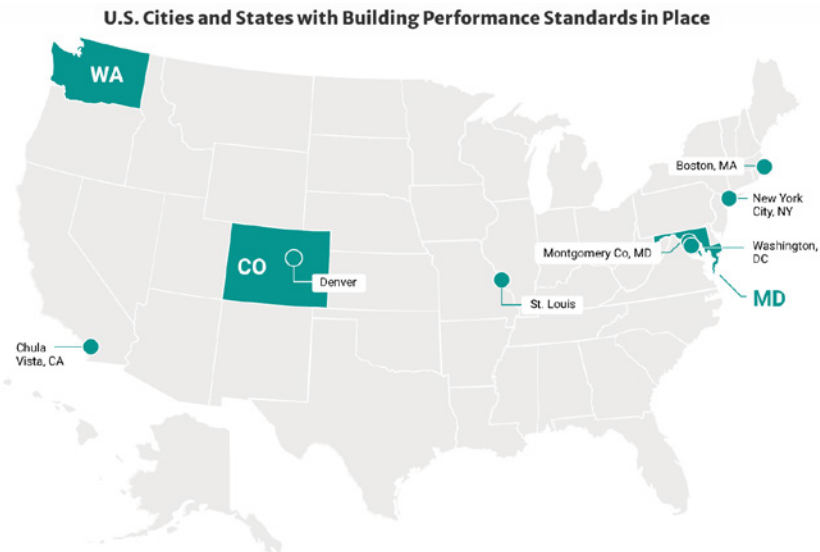 U.S. Cities and States with Building Performance Standards in Place
WA
Boston, MA
New York
City, NY
Montgomery Co, MD
Washington,
DC
CO
Denver
St. Louis
MD
Chula
Vista, CA